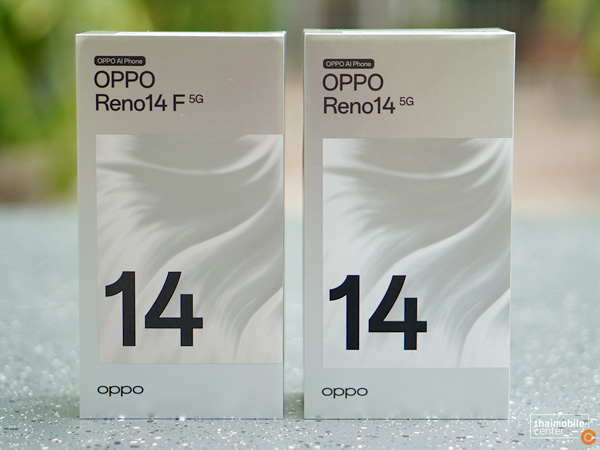 OPPO AI Phone
OPPO
Reno14 F 5G
14
oppo
OPPO AI Phone
OPPO
Reno14 5G
14
oppo
thaimobile
center